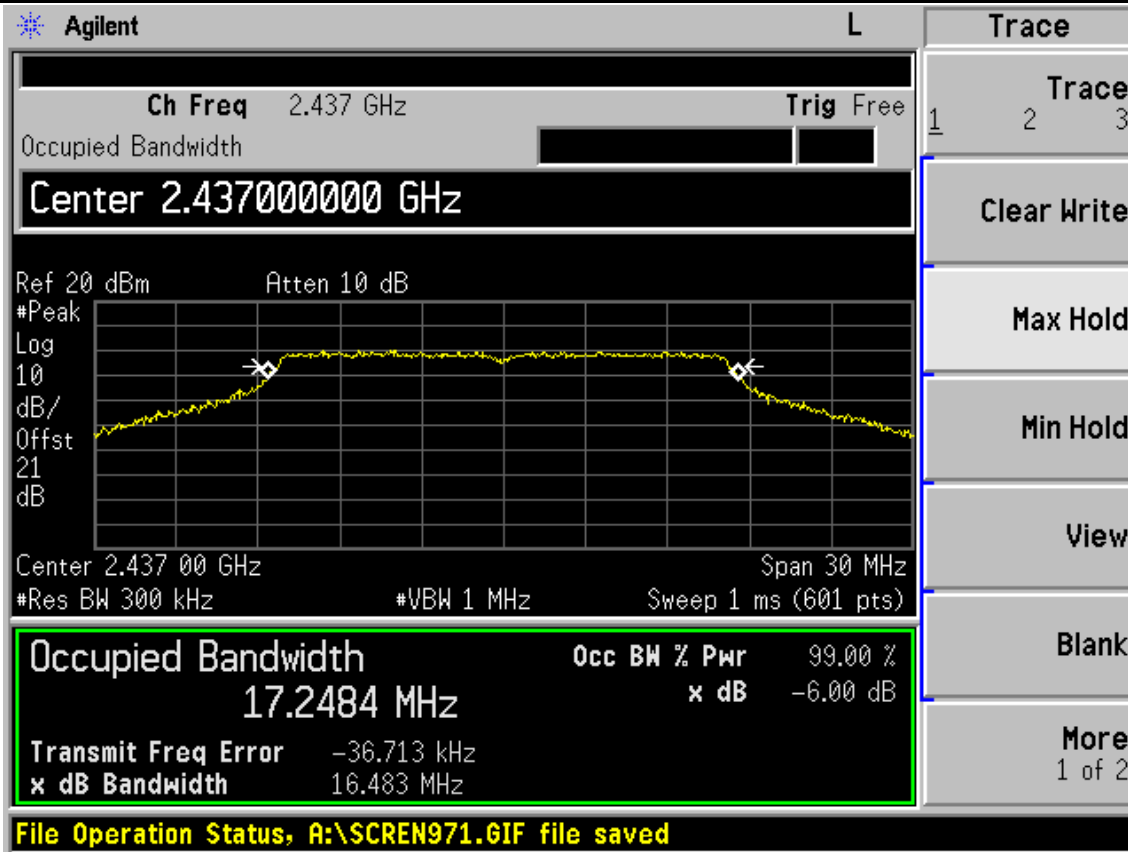 Agilent L Trace
Ch Freq 2.437 GHz Trig Free
Occupied Bandwidth
Center 2.437000000 GHz
Ref 20 dBm Atten 10 dB
#Peak
Log
10
dB/
Offst
21
dB
Center 2.437 00 GHz Span 30 MHz
#Res BW 300 kHz #VBW 1 MHz Sweep 1 ms (601 pts)
Occupied Bandwidth
17.2484 MHz
Occ BW % Pwr 99.00 %
x dB -6.00 dB
Transmit Freq Error -36.713 kHz
x dB Bandwidth 16.483 MHz
File Operation Status, A:\SCREN971.GIF file saved
Trace
1 2 3
Clear Write
Max Hold
Min Hold
View
Blank
More
1 of 2